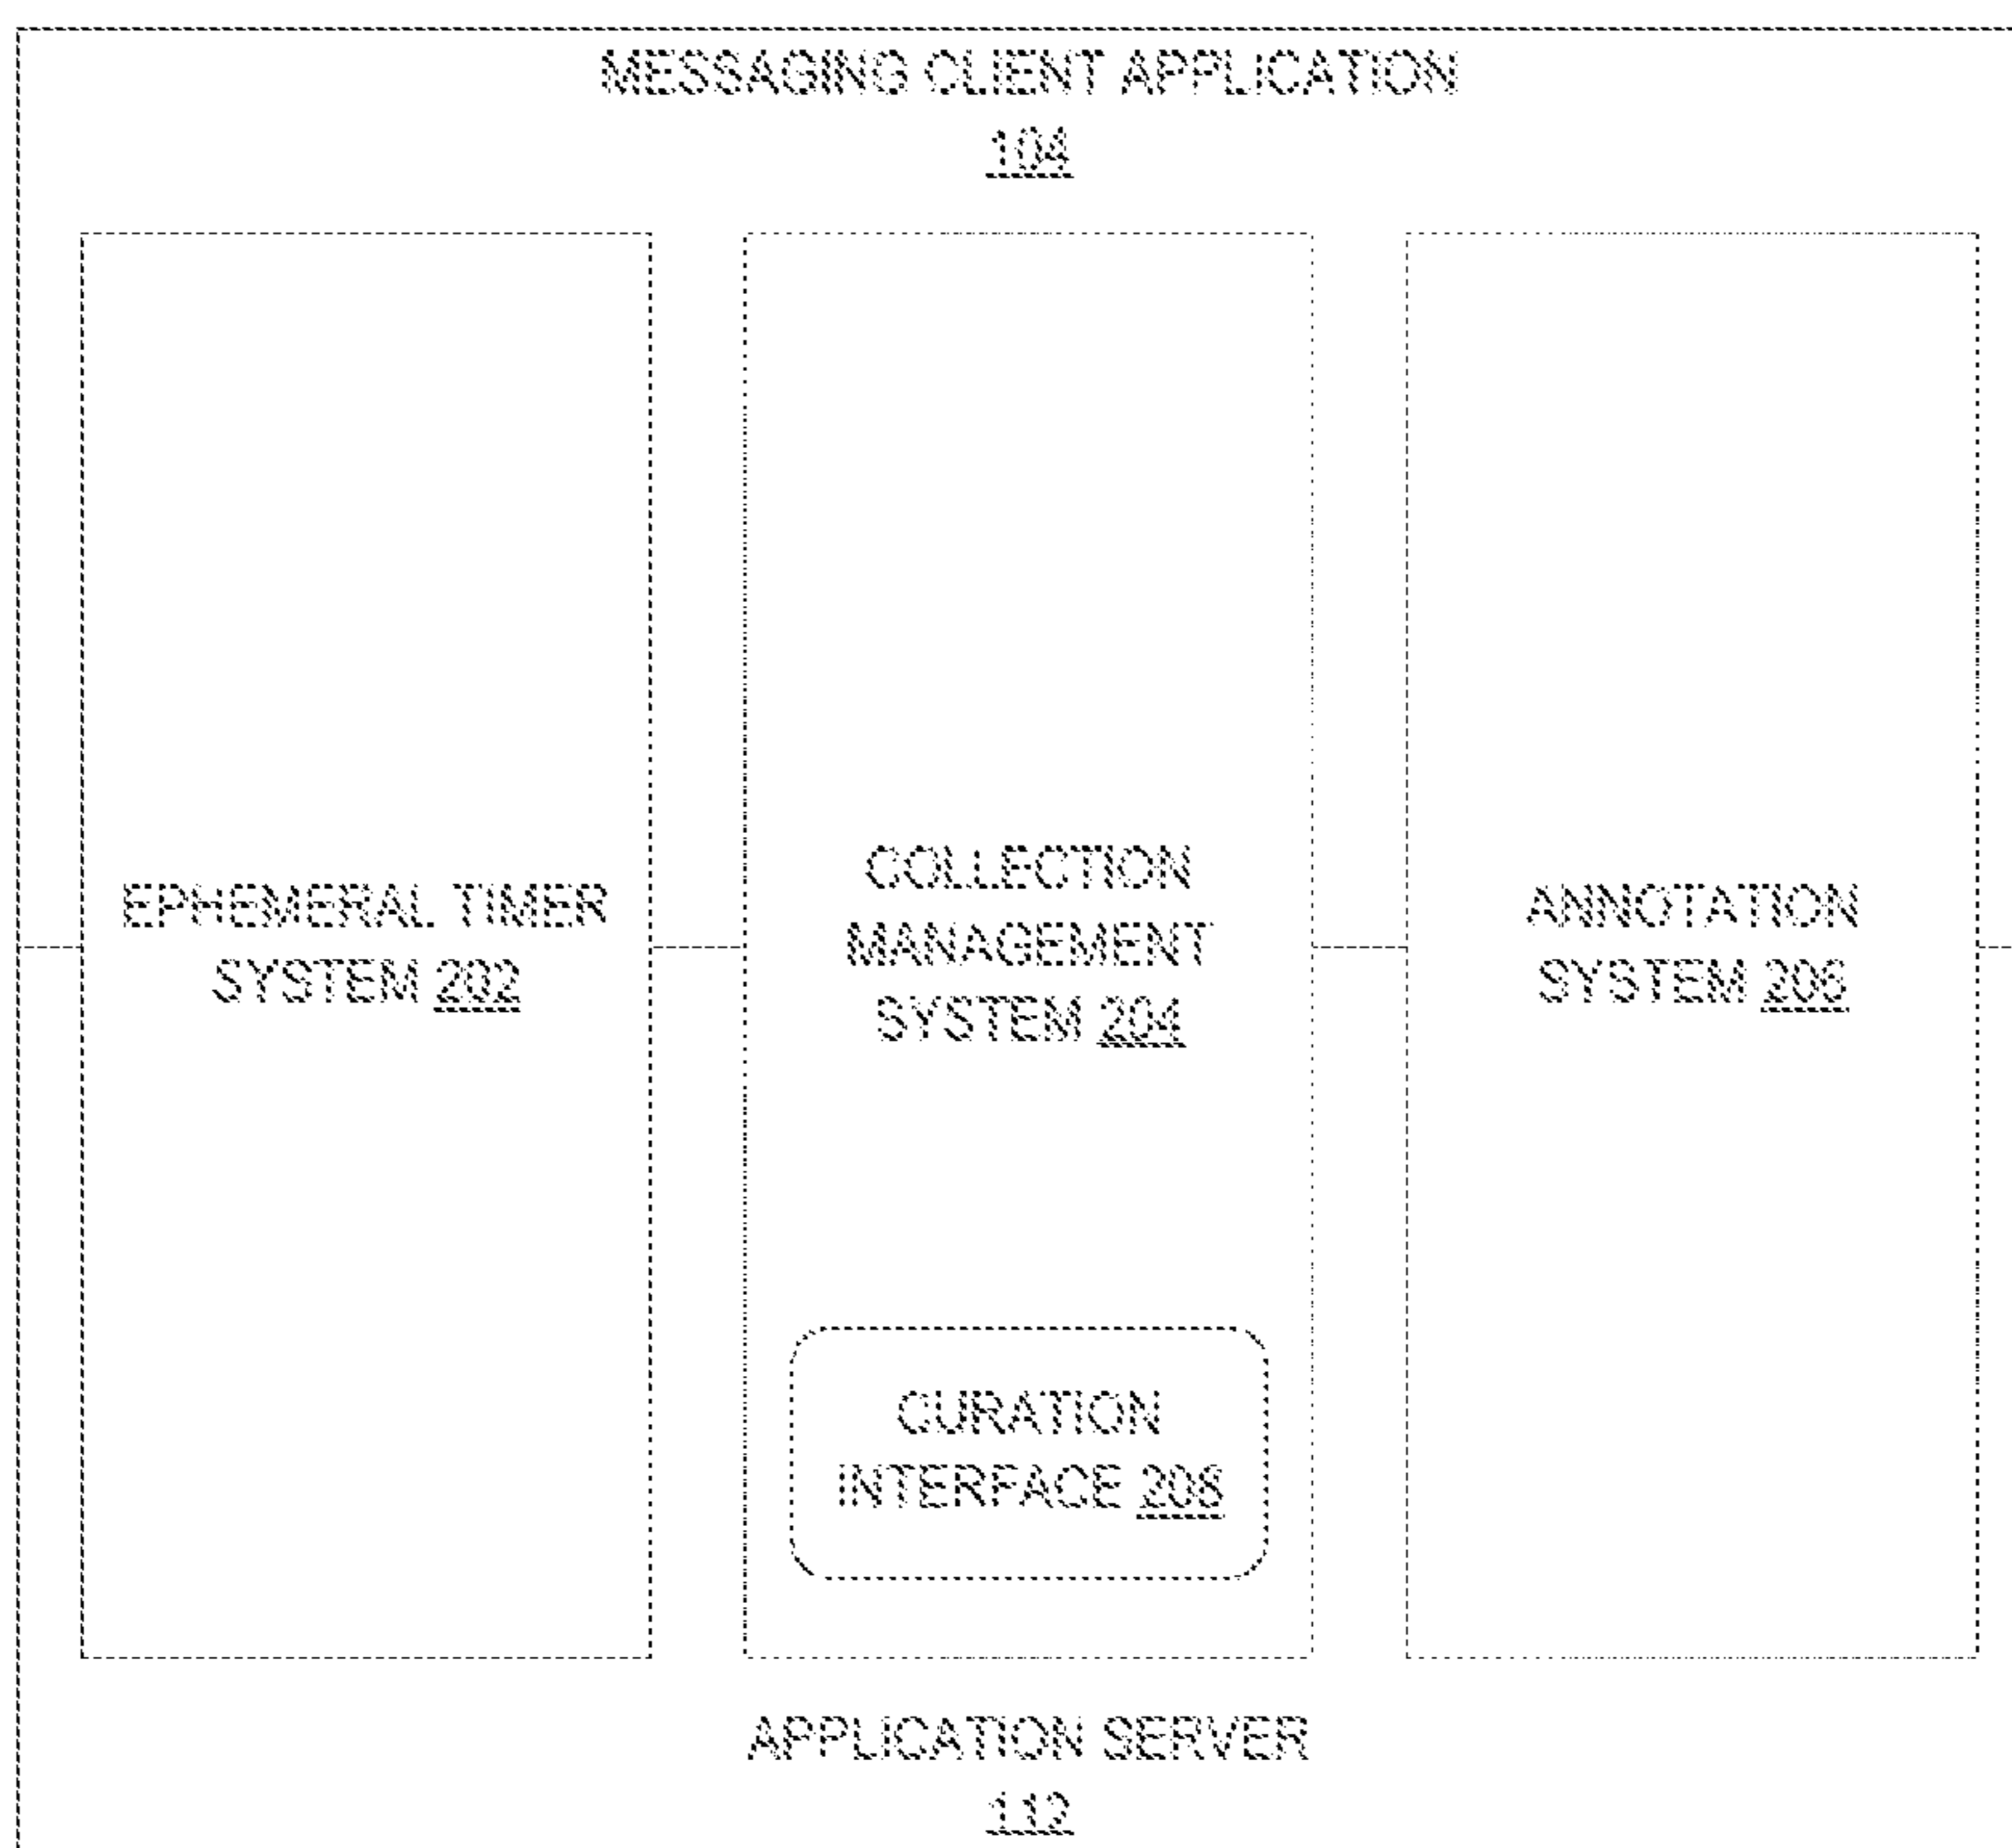 MESSAGING CLIENT APPLICATION
104
EPHEMERAL TIMER
SYSTEM 202
COLLECTION
MANAGEMENT
SYSTEM 204
CURATION
INTERFACE 208
ANNOTATION
SYSTEM 206
APPLICATION SERVER
112